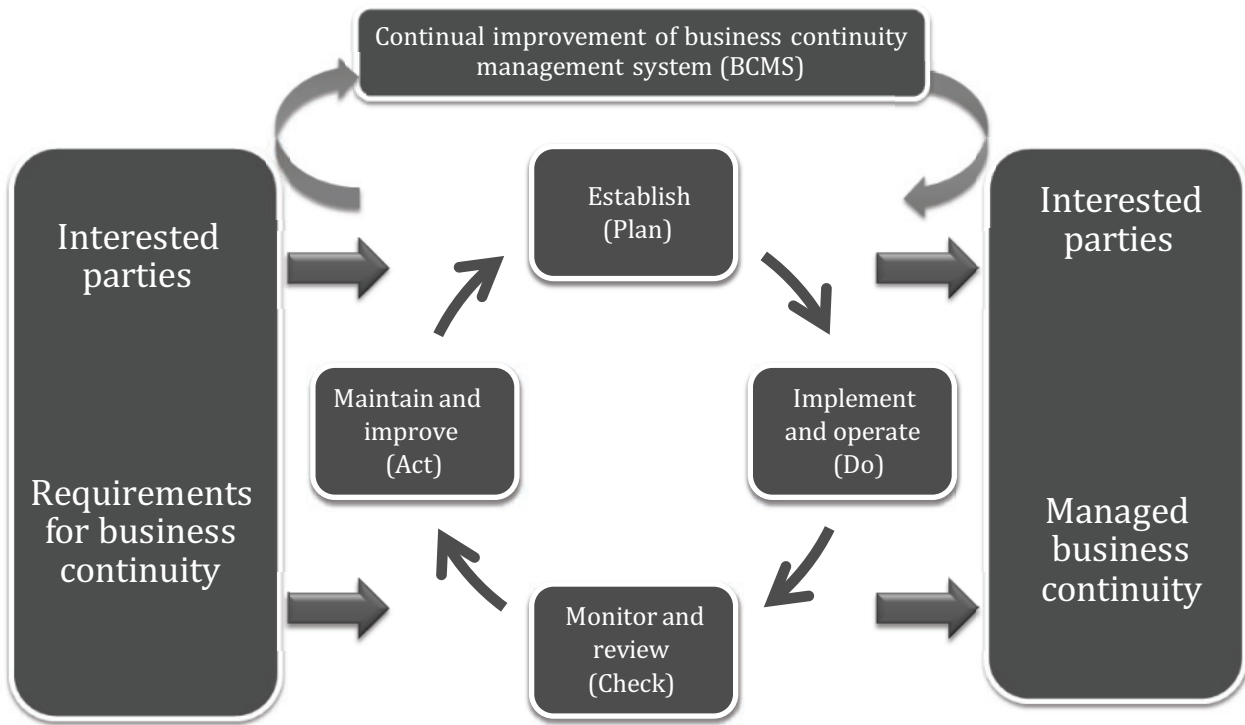 Continual improvement of business continuity
management system (BCMS)
Interested
parties
Requirements
for business
continuity
Establish
(Plan)
Implement
and operate
(Do)
Monitor and
review
(Check)
Maintain and
improve
(Act)
Interested
parties
Managed
business
continuity